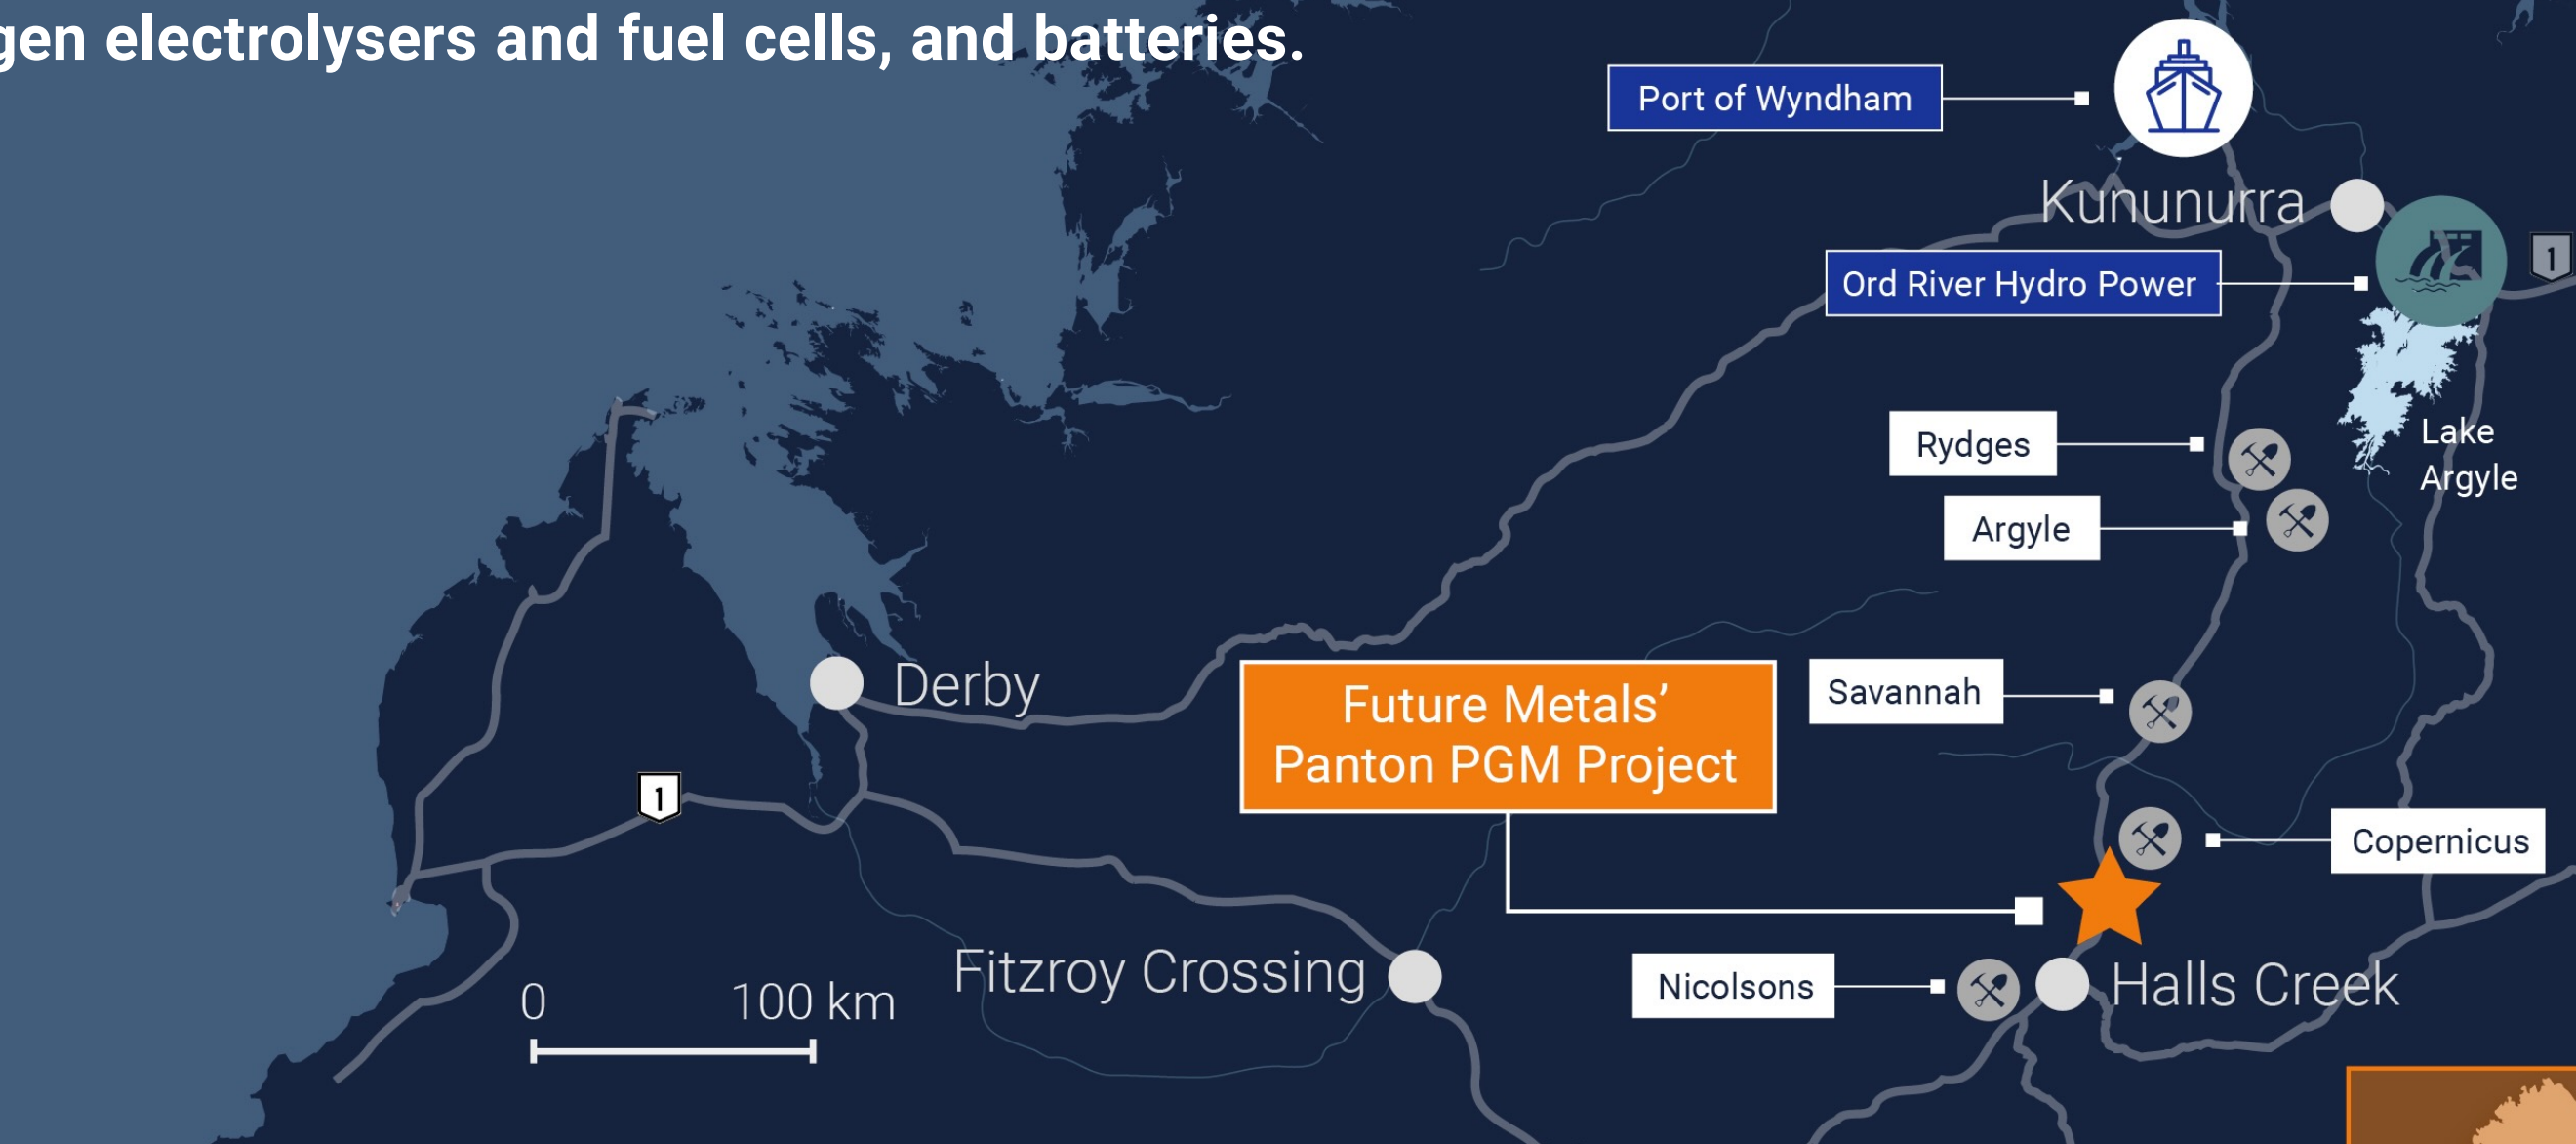 gen electrolysers and fuel cells, and batteries.
Port of Wyndham
Kununurra
Ord River Hydro Power
1
Rydges
Lake
Argyle
Argyle
Derby
Savannah
Future Metals’
Panton PGM Project
1
Copernicus
Fitzroy Crossing
Nicolsons
Halls Creek
0 100 km